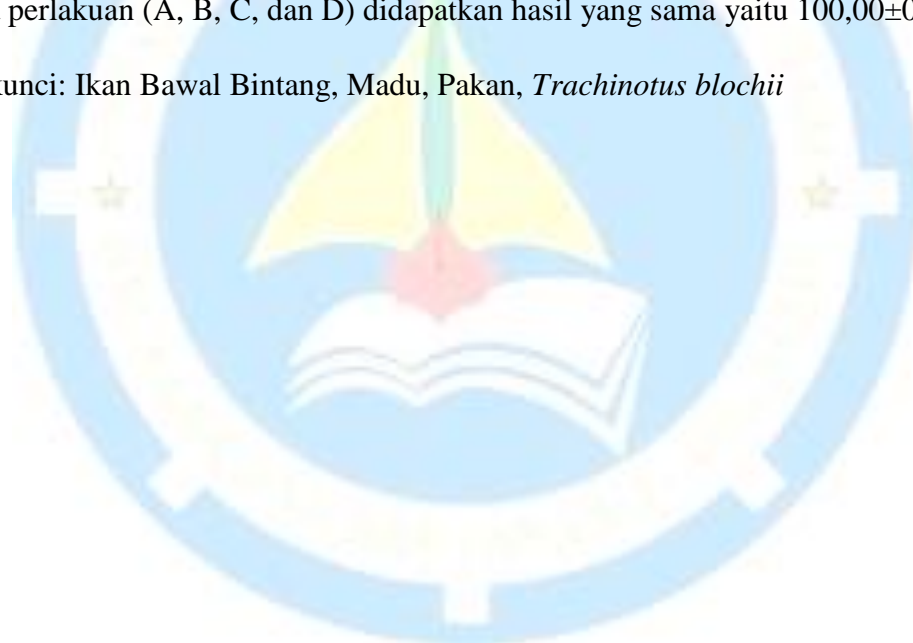 perlakuan (A, B, C, dan D) didapatkan hasil yang sama yaitu 100,00±0
kunci: Ikan Bawal Bintang, Madu, Pakan, Trachinotus blochii